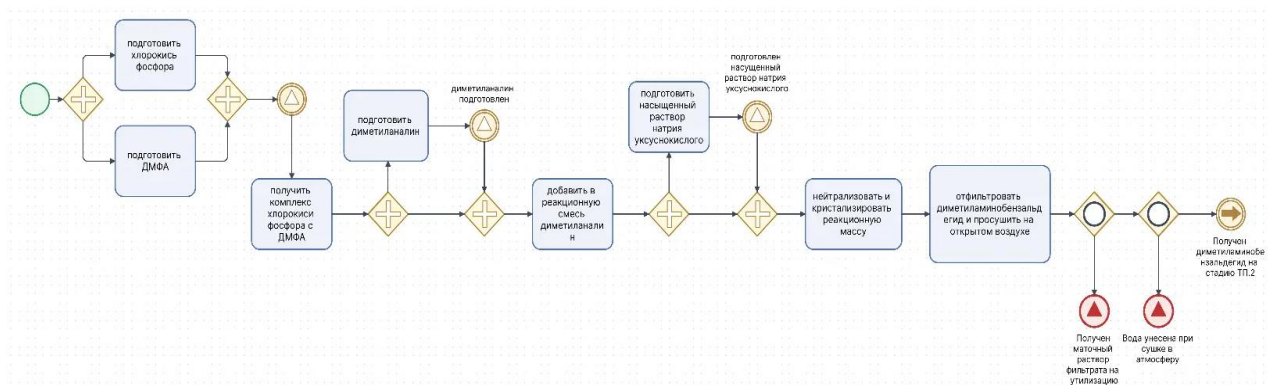 подготовить
хлорокись
фосфора
подготовить
ДМФА
получить
комплекс
хлорокиси
фосфора с
ДМФА
подготовить
диметиланалин
диметиланалин
подготовлен
добавить в
реакционную
смесь
диметиланали
н
подготовить
насыщенный
раствор
натрия
уксуснокислого
подготовлен
насущенный
раствор натрия
уксуснокислого
нейтрализовать и
кристализировать
реакционную
массу
отфильтровать
диметиламинобензальд
егид и просушить на
открытом воздухе
Получен
маточный
раствор
фильтрата на
утилизацию
Вода унесена при
сушке в
атмосферу
Получен
диметиламинобе
нзальдегид на
стадию ТП.2